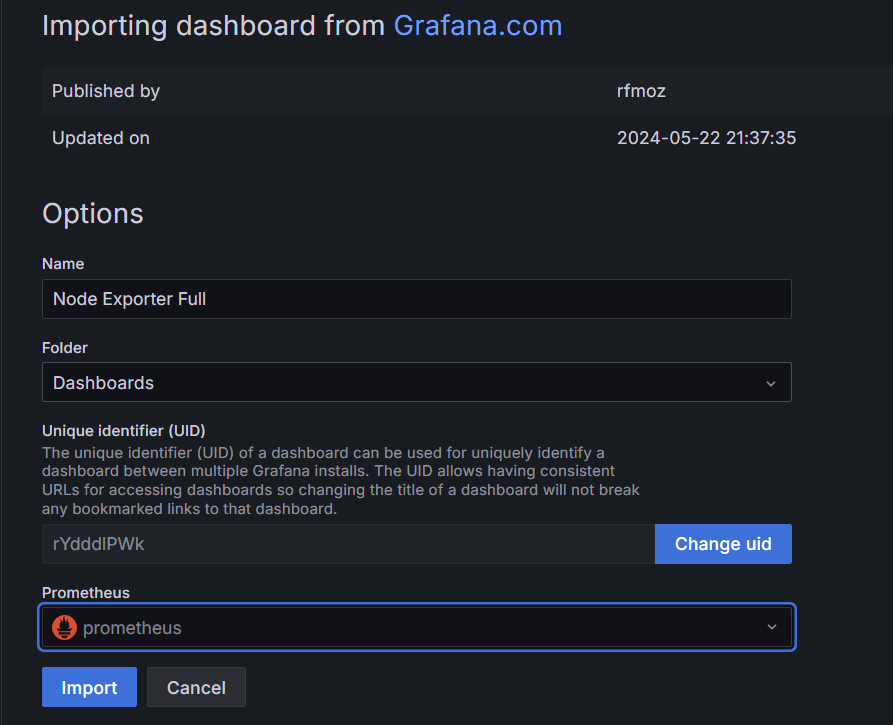 Importing dashboard from Grafana.com
Published by rfmoz
Updated on 2024-05-22 21:37:35
Options
Name
Node Exporter Full
Folder
Dashboards
Unique identifier (UID)
The unique identifier (UID) of a dashboard can be used for uniquely identify a
dashboard between multiple Grafana installs. The UID allows having consistent
URLs for accessing dashboards so changing the title of a dashboard will not break
any bookmarked links to that dashboard.
rYdddlPWk Change uid
Prometheus
prometheus
Import Cancel